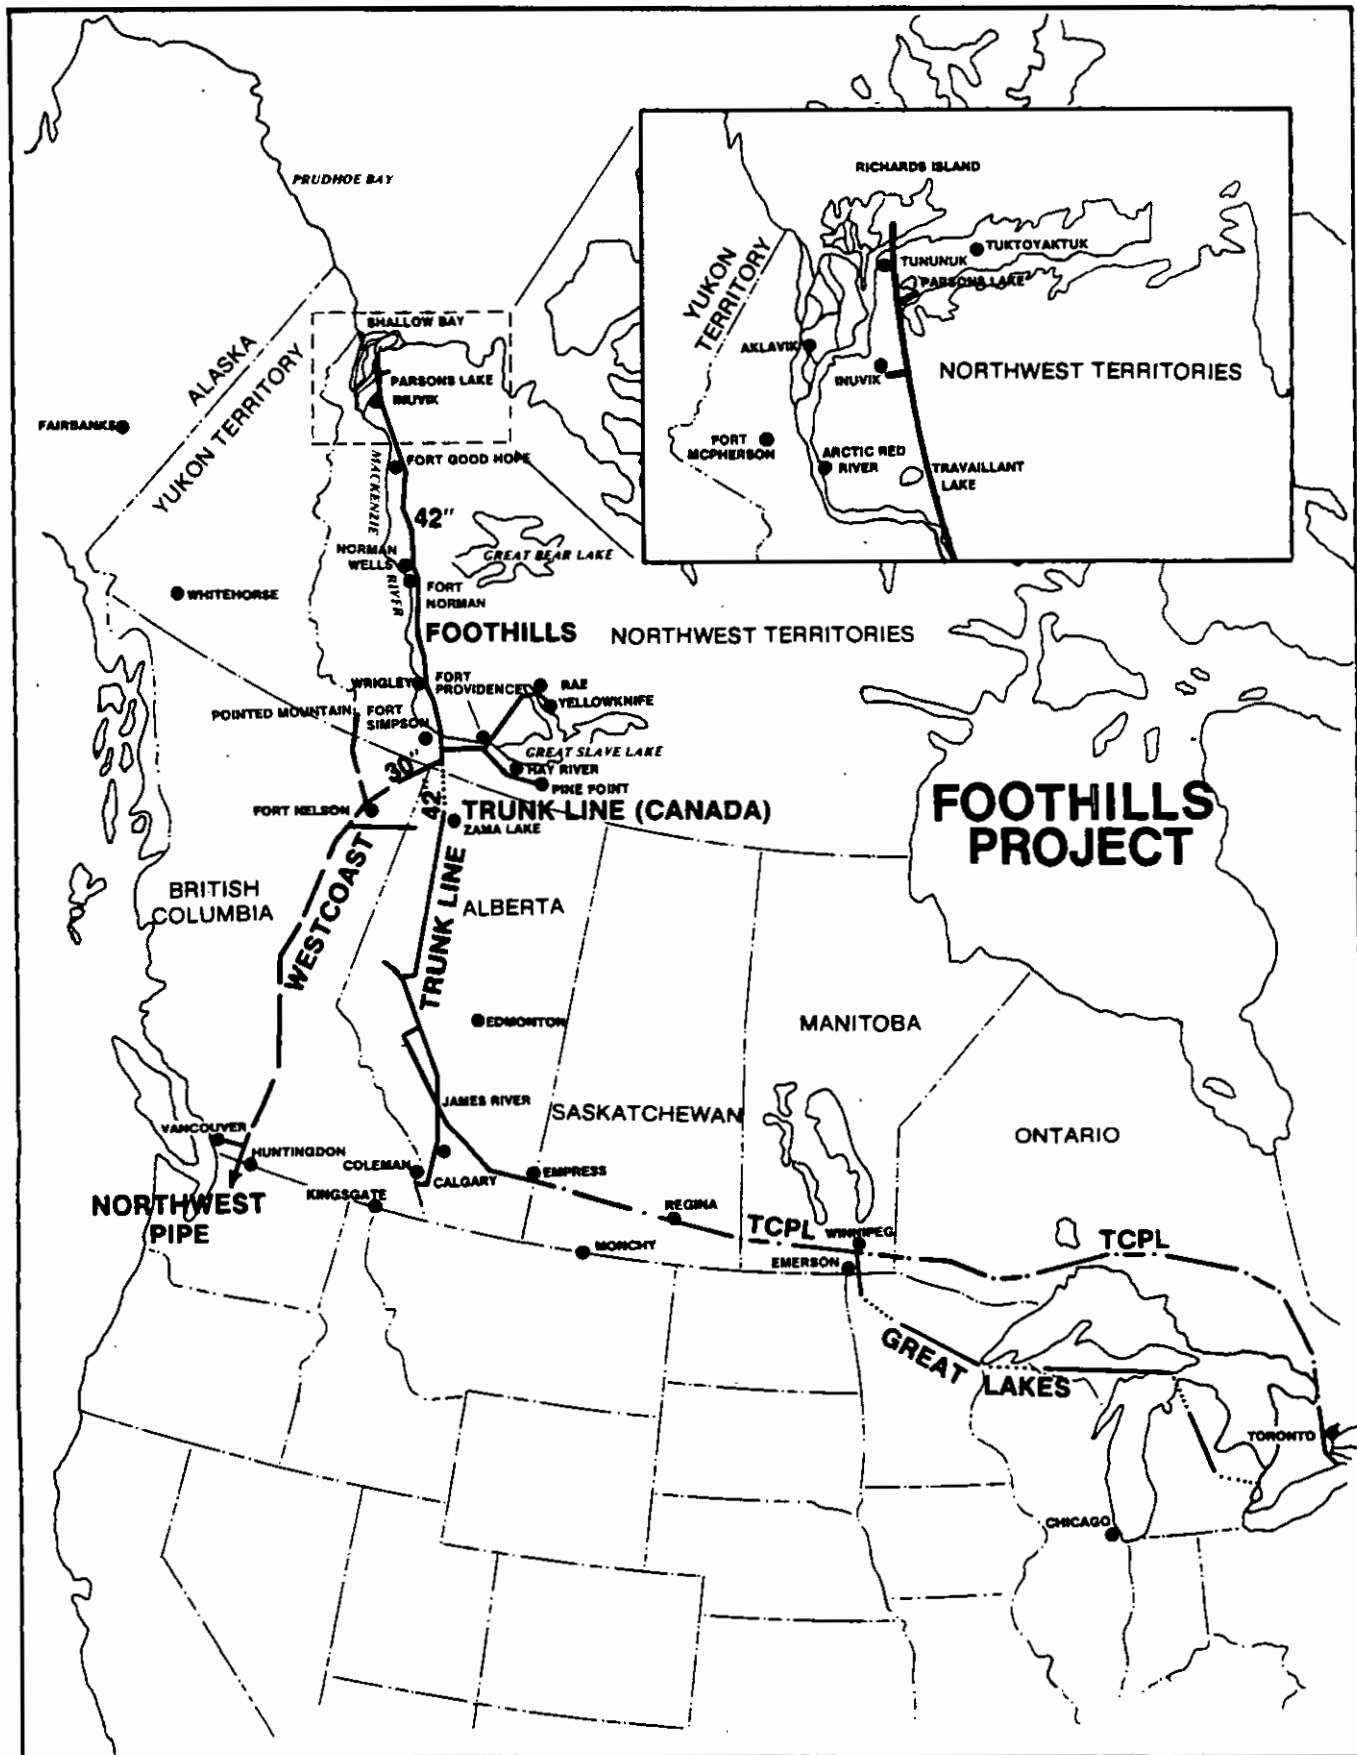 PRUDHOE BAY
RICHARDS ISLAND
TUKTOYAKTUK
TUNUNUK
PARSONS LAKE
YUKON
TERRITORY
AKLAVIK
INUVIK
NORTHWEST TERRITORIES
FORT
MCPHERSON
ARCTIC RED
RIVER
TRAVAILLANT
LAKE
SHALLOW BAY
PARSONS LAKE
INUVIK
ALASKA
YUKON TERRITORY
FAIRBANKS
FORT GOOD HOPE
MACKENZIE
RIVER
42"
NORMAN
WELLS
GREAT BEAR LAKE
FORT
NORMAN
WHITEHORSE
FOOTHILLS
NORTHWEST TERRITORIES
WRIGLEY
FORT
PROVIDENCE
RAE
YELLOWKNIFE
POINTED MOUNTAIN
FORT
SIMPSON
GREAT SLAVE LAKE
HAY RIVER
PINE POINT
30"
42"
FORT NELSON
TRUNK LINE (CANADA)
ZAMA LAKE
FOOTHILLS
PROJECT
BRITISH
COLUMBIA
WESTCOAST
TRUNK LINE
ALBERTA
EDMONTON
MANITOBA
JAMES RIVER
SASKATCHEWAN
ONTARIO
VANCOUVER
HUNTINGDON
COLEMAN
CALGARY
EMPRESS
NORTHWEST
PIPE
KINGSGATE
REGINA
TCPL
WINNIPEG
TCPL
MONCHY
EMERSON
GREAT
LAKES
TORONTO
CHICAGO